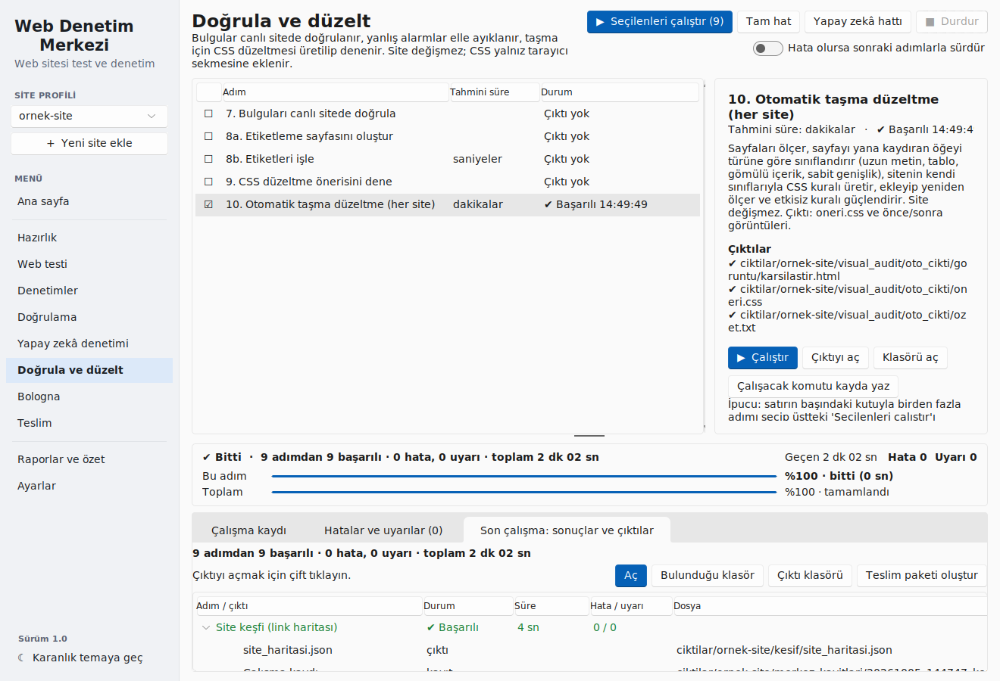 Web Denetim
Merkezi
Web sitesi test ve denetim
SİTE PROFİLİ
ornek-site
+ Yeni site ekle
MENÜ
Ana sayfa
Hazırlık
Web testi
Denetimler
Doğrulama
Yapay zekâ denetimi
Doğrula ve düzelt
Bologna
Teslim
Raporlar ve özet
Ayarlar
Sürüm 1.0
☾ Karanlık temaya geç
Doğrula ve düzelt
Bulgular canlı sitede doğrulanır, yanlış alarmlar elle ayıklanır, taşma
için CSS düzeltmesi üretilip denenir. Site değişmez; CSS yalnız tarayıcı
sekmesine eklenir.
▶ Seçilenleri çalıştır (9) Tam hat Yapay zekâ hattı ■ Durdur
Hata olursa sonraki adımlarla sürdür
Adım Tahmini süre Durum
☐ 7. Bulguları canlı sitede doğrula Çıktı yok
☐ 8a. Etiketleme sayfasını oluştur Çıktı yok
☐ 8b. Etiketleri işle saniyeler Çıktı yok
☐ 9. CSS düzeltme önerisini dene Çıktı yok
☑ 10. Otomatik taşma düzeltme (her site) dakikalar ✔ Başarılı 14:49:49
10. Otomatik taşma düzeltme
(her site)
Tahmini süre: dakikalar · ✔ Başarılı 14:49:4
Sayfaları ölçer, sayfayı yana kaydıran öğeyi
türüne göre sınıflandırır (uzun metin, tablo,
gömülü içerik, sabit genişlik), sitenin kendi
sınıflarıyla CSS kuralı üretir, ekleyip yeniden
ölçer ve etkisiz kuralı güçlendirir. Site
değişmez. Çıktı: oneri.css ve önce/sonra
görüntüleri.
Çıktılar
✔ ciktilar/ornek-site/visual_audit/oto_cikti/go
runtu/karsilastir.html
✔ ciktilar/ornek-site/visual_audit/oto_cikti/on
eri.css
✔ ciktilar/ornek-site/visual_audit/oto_cikti/oz
et.txt
▶ Çalıştır Çıktıyı aç Klasörü aç
Çalışacak komutu kayda yaz
İpucu: satırın başındaki kutuyla birden fazla
adımı seçip üstteki 'Seçilenleri çalıştır'ı
✔ Bitti · 9 adımdan 9 başarılı · 0 hata, 0 uyarı · toplam 2 dk 02 sn
Geçen 2 dk 02 sn Hata 0 Uyarı 0
Bu adım %100 · bitti (0 sn)
Toplam %100 · tamamlandı
Çalışma kaydı Hatalar ve uyarılar (0) Son çalışma: sonuçlar ve çıktılar
9 adımdan 9 başarılı · 0 hata, 0 uyarı · toplam 2 dk 02 sn
Çıktıyı açmak için çift tıklayın.
Aç Bulunduğu klasör Çıktı klasörü Teslim paketi oluştur
Adım / çıktı Durum Süre Hata / uyarı Dosya
Site keşfi (link haritası) ✔ Başarılı 4 sn 0 / 0
site_haritasi.json çıktı ciktilar/ornek-site/kesif/site_haritasi.json